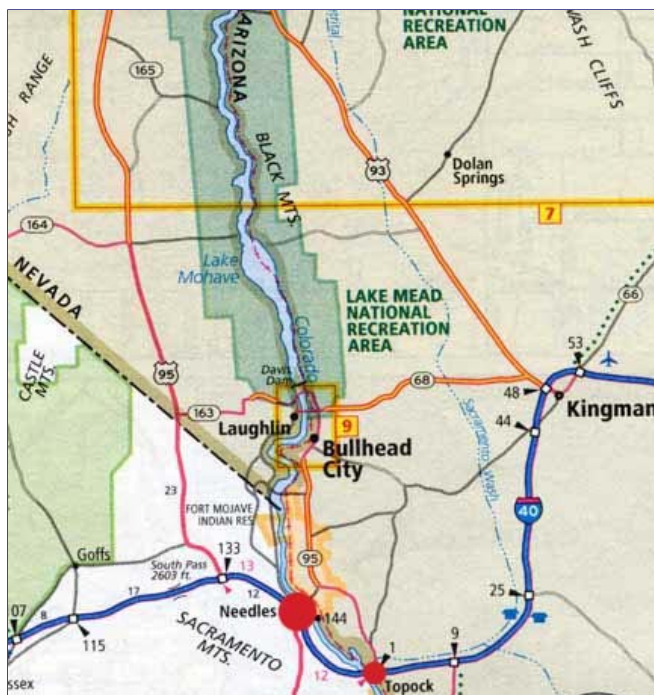 NATIONAL
RECREATION
AREA
WASH CLIFFS
ARIZONA
165
RANGE
BLACK MTS.
93
Dolan
Springs
7
164
NEVADA
Lake
Mohave
LAKE MEAD
NATIONAL
RECREATION
AREA
66
Colorado
53
CASTLE
MTS.
95
Davis
Dam
68
48
Kingman
163
Laughlin
9
44
Bullhead
City
Sacramento Wash
23
FORT MOJAVE
INDIAN RES.
40
95
Goffs
South Pass
2603 ft.
133
13
12
17
8
Needles
144
25
07
115
SACRAMENTO
MTS.
1
9
12
Topock
ssex